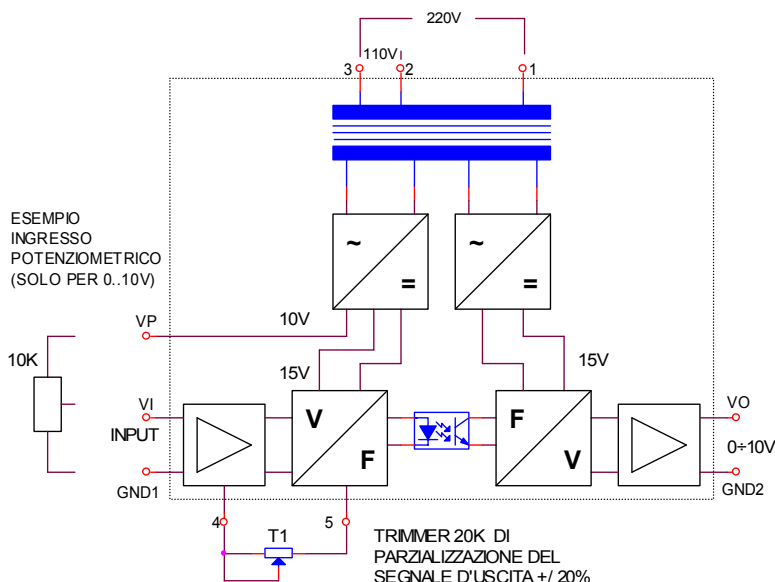 220V
110V
3
2
1
ESEMPIO
INGRESSO
POTENZIOMETRICO
(SOLO PER 0..10V)
~
=
~
=
VP
10V
10K
15V
15V
VI
INPUT
GND1
V
F
F
V
VO
0÷10V
GND2
4
5
T1
TRIMMER 20K DI
PARZIALIZZAZIONE DEL
SEGNALE D'USCITA +/ 20%